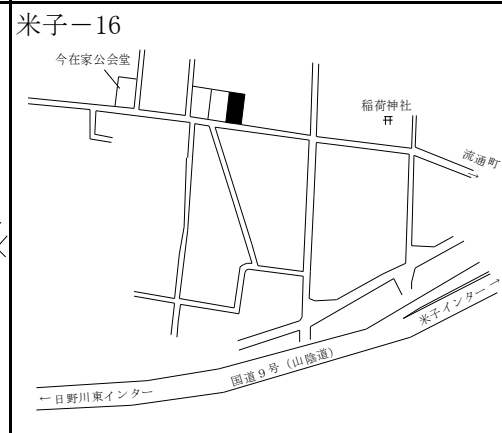 米子－16
今在家公会堂
稲荷神社
流通町
→
米子インター→
国道9号（山陰道）
←日野川東インター